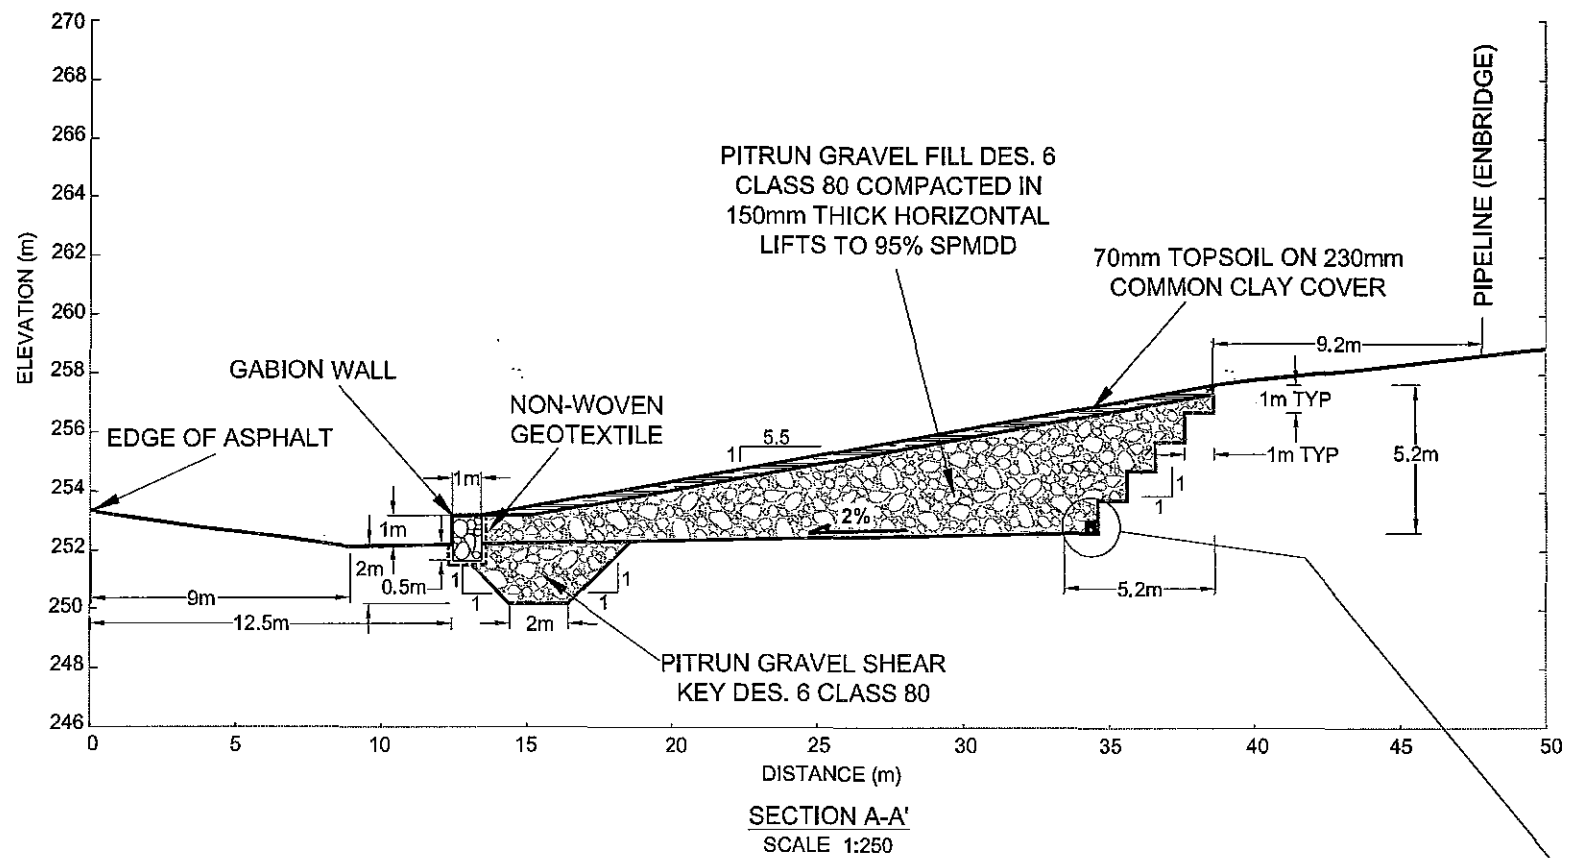 270
268
266
264
262
260
258
256
254
252
250
248
246
ELEVATION (m)
PITRUN GRAVEL FILL DES. 6
CLASS 80 COMPACTED IN
150mm THICK HORIZONTAL
LIFTS TO 95% SPMDD
PIPELINE (ENBRIDGE)
70mm TOPSOIL ON 230mm
COMMON CLAY COVER
9.2m
GABION WALL
NON-WOVEN
GEOTEXTILE
EDGE OF ASPHALT
1m TYP
1m TYP
5.2m
1
5.5
1
1m
1m
2m
0.5m
2%
1
1
1
1
9m
12.5m
2m
5.2m
PITRUN GRAVEL SHEAR
KEY DES. 6 CLASS 80
0
5
10
15
20
25
30
35
40
45
50
DISTANCE (m)
SECTION A-A'
SCALE 1:250